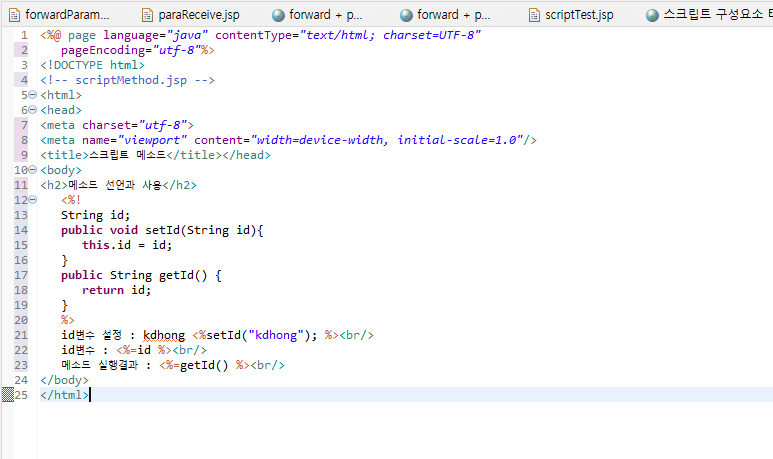 forwardParam... paraReceive.jsp forward + p... forward + p... scriptTest.jsp 스크립트 구성요소 터
1 <%@ page language="java" contentType="text/html; charset=UTF-8"
2 pageEncoding="utf-8"%>
3 <!DOCTYPE html>
4 <!-- scriptMethod.jsp -->
5 <html>
6 <head>
7 <meta charset="utf-8">
8 <meta name="viewport" content="width=device-width, initial-scale=1.0"/>
9 <title>스크립트 메소드</title></head>
10 <body>
11 <h2>메소드 선언과 사용</h2>
12 <%!
13 String id;
14 public void setId(String id){
15 this.id = id;
16 }
17 public String getId() {
18 return id;
19 }
20 %>
21 id변수 설정 : kdhong <%setId("kdhong"); %><br/>
22 id변수 : <%=id %><br/>
23 메소드 실행결과 : <%=getId() %><br/>
24 </body>
25 </html>